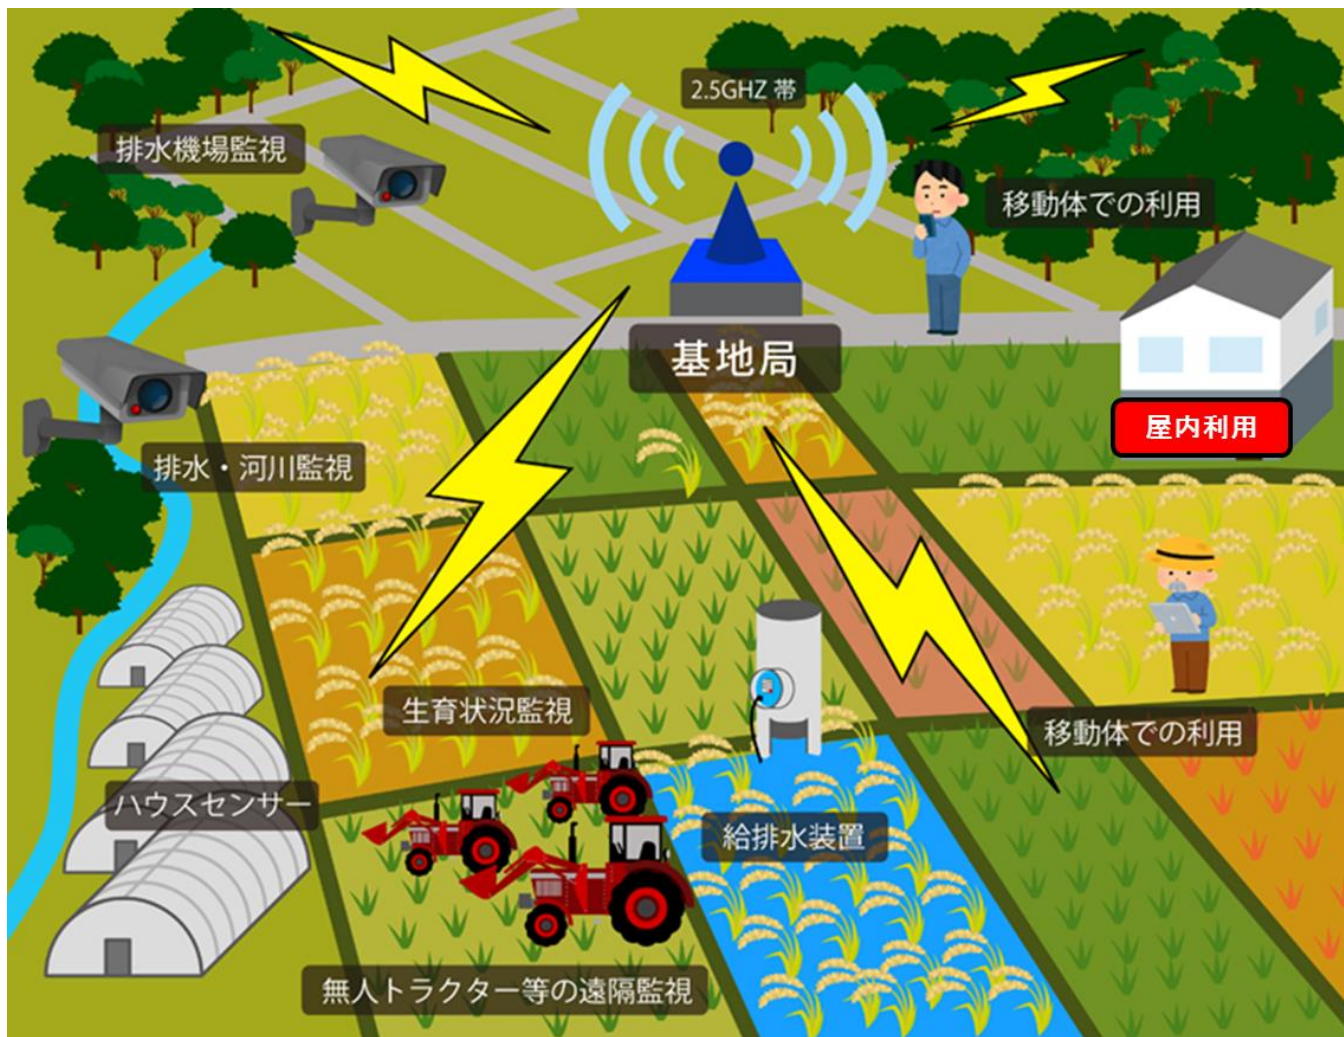 2.5GHZ 帯
排水機場監視
移動体での利用
基地局
屋内利用
排水・河川監視
生育状況監視
移動体での利用
ハウスセンサー
給排水装置
無人トラクター等の遠隔監視